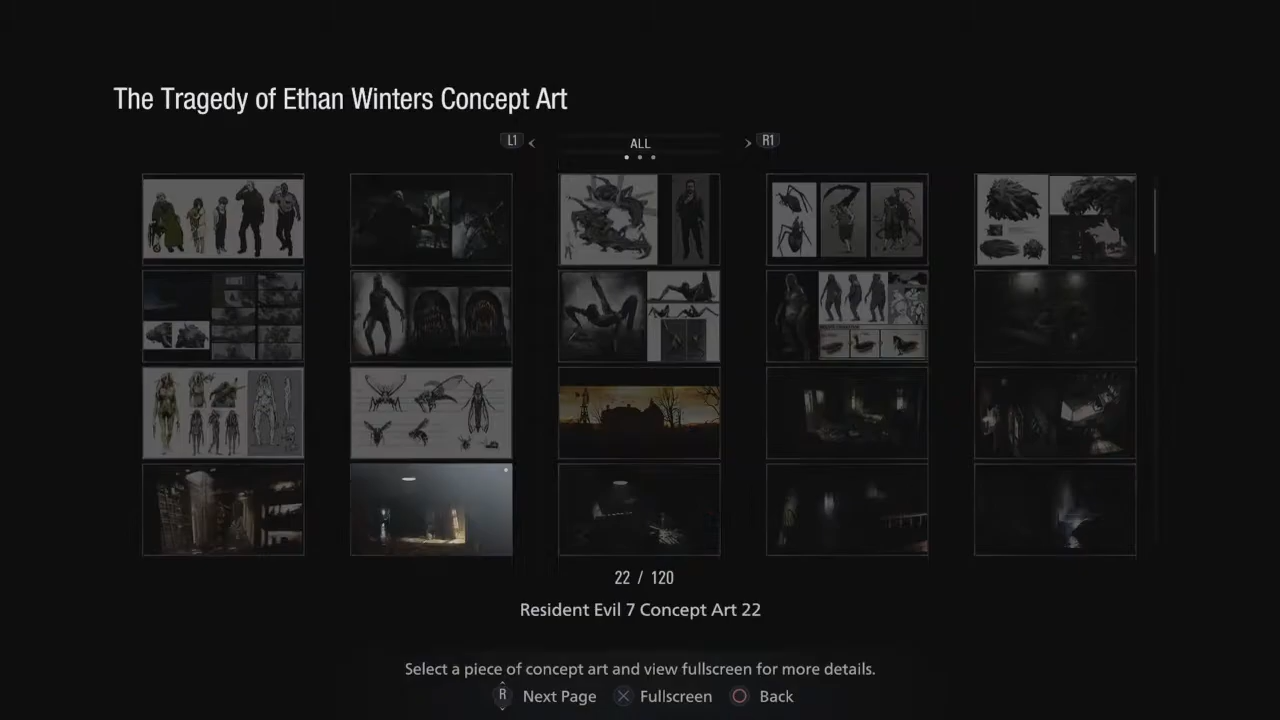 The Tragedy of Ethan Winters Concept Art
L1 < ALL > R1
22 / 120
Resident Evil 7 Concept Art 22
Select a piece of concept art and view fullscreen for more details.
R Next Page Fullscreen Back